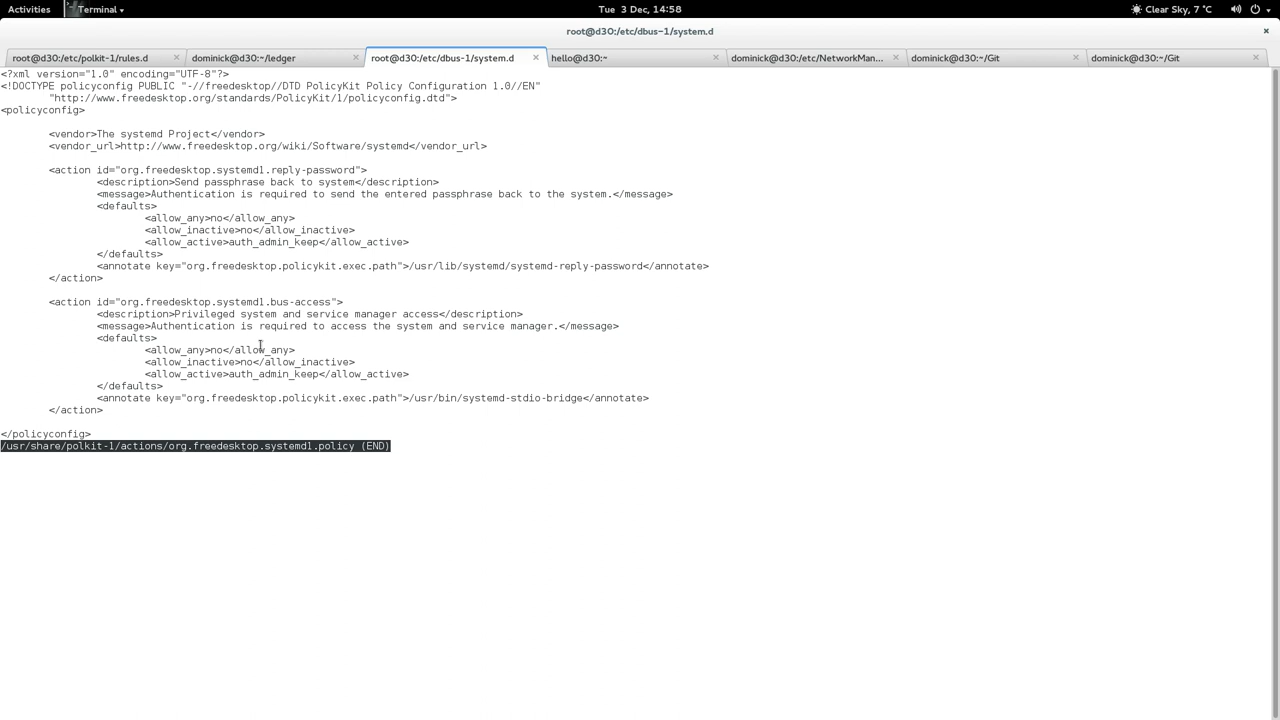 Activities Terminal Tue 3 Dec, 14:58 Clear Sky, 7 °C
root@d30:/etc/dbus-1/system.d
root@d30:/etc/polkit-1/rules.d dominick@d30:~/ledger root@d30:/etc/dbus-1/system.d hello@d30:~ dominick@d30:/etc/NetworkMan... dominick@d30:~/Git dominick@d30:~/Git
<?xml version="1.0" encoding="UTF-8"?>
<!DOCTYPE policyconfig PUBLIC "-//freedesktop//DTD PolicyKit Policy Configuration 1.0//EN"
        "http://www.freedesktop.org/standards/PolicyKit/1/policyconfig.dtd">
<policyconfig>
        <vendor>The systemd Project</vendor>
        <vendor_url>http://www.freedesktop.org/wiki/Software/systemd</vendor_url>
        <action id="org.freedesktop.systemd1.reply-password">
                <description>Send passphrase back to system</description>
                <message>Authentication is required to send the entered passphrase back to the system.</message>
                <defaults>
                        <allow_any>no</allow_any>
                        <allow_inactive>no</allow_inactive>
                        <allow_active>auth_admin_keep</allow_active>
                </defaults>
                <annotate key="org.freedesktop.policykit.exec.path">/usr/lib/systemd/systemd-reply-password</annotate>
        </action>
        <action id="org.freedesktop.systemd1.bus-access">
                <description>Privileged system and service manager access</description>
                <message>Authentication is required to access the system and service manager.</message>
                <defaults>
                        <allow_any>no</allow_any>
                        <allow_inactive>no</allow_inactive>
                        <allow_active>auth_admin_keep</allow_active>
                </defaults>
                <annotate key="org.freedesktop.policykit.exec.path">/usr/bin/systemd-stdio-bridge</annotate>
        </action>
</policyconfig>
/usr/share/polkit-1/actions/org.freedesktop.systemd1.policy (END)